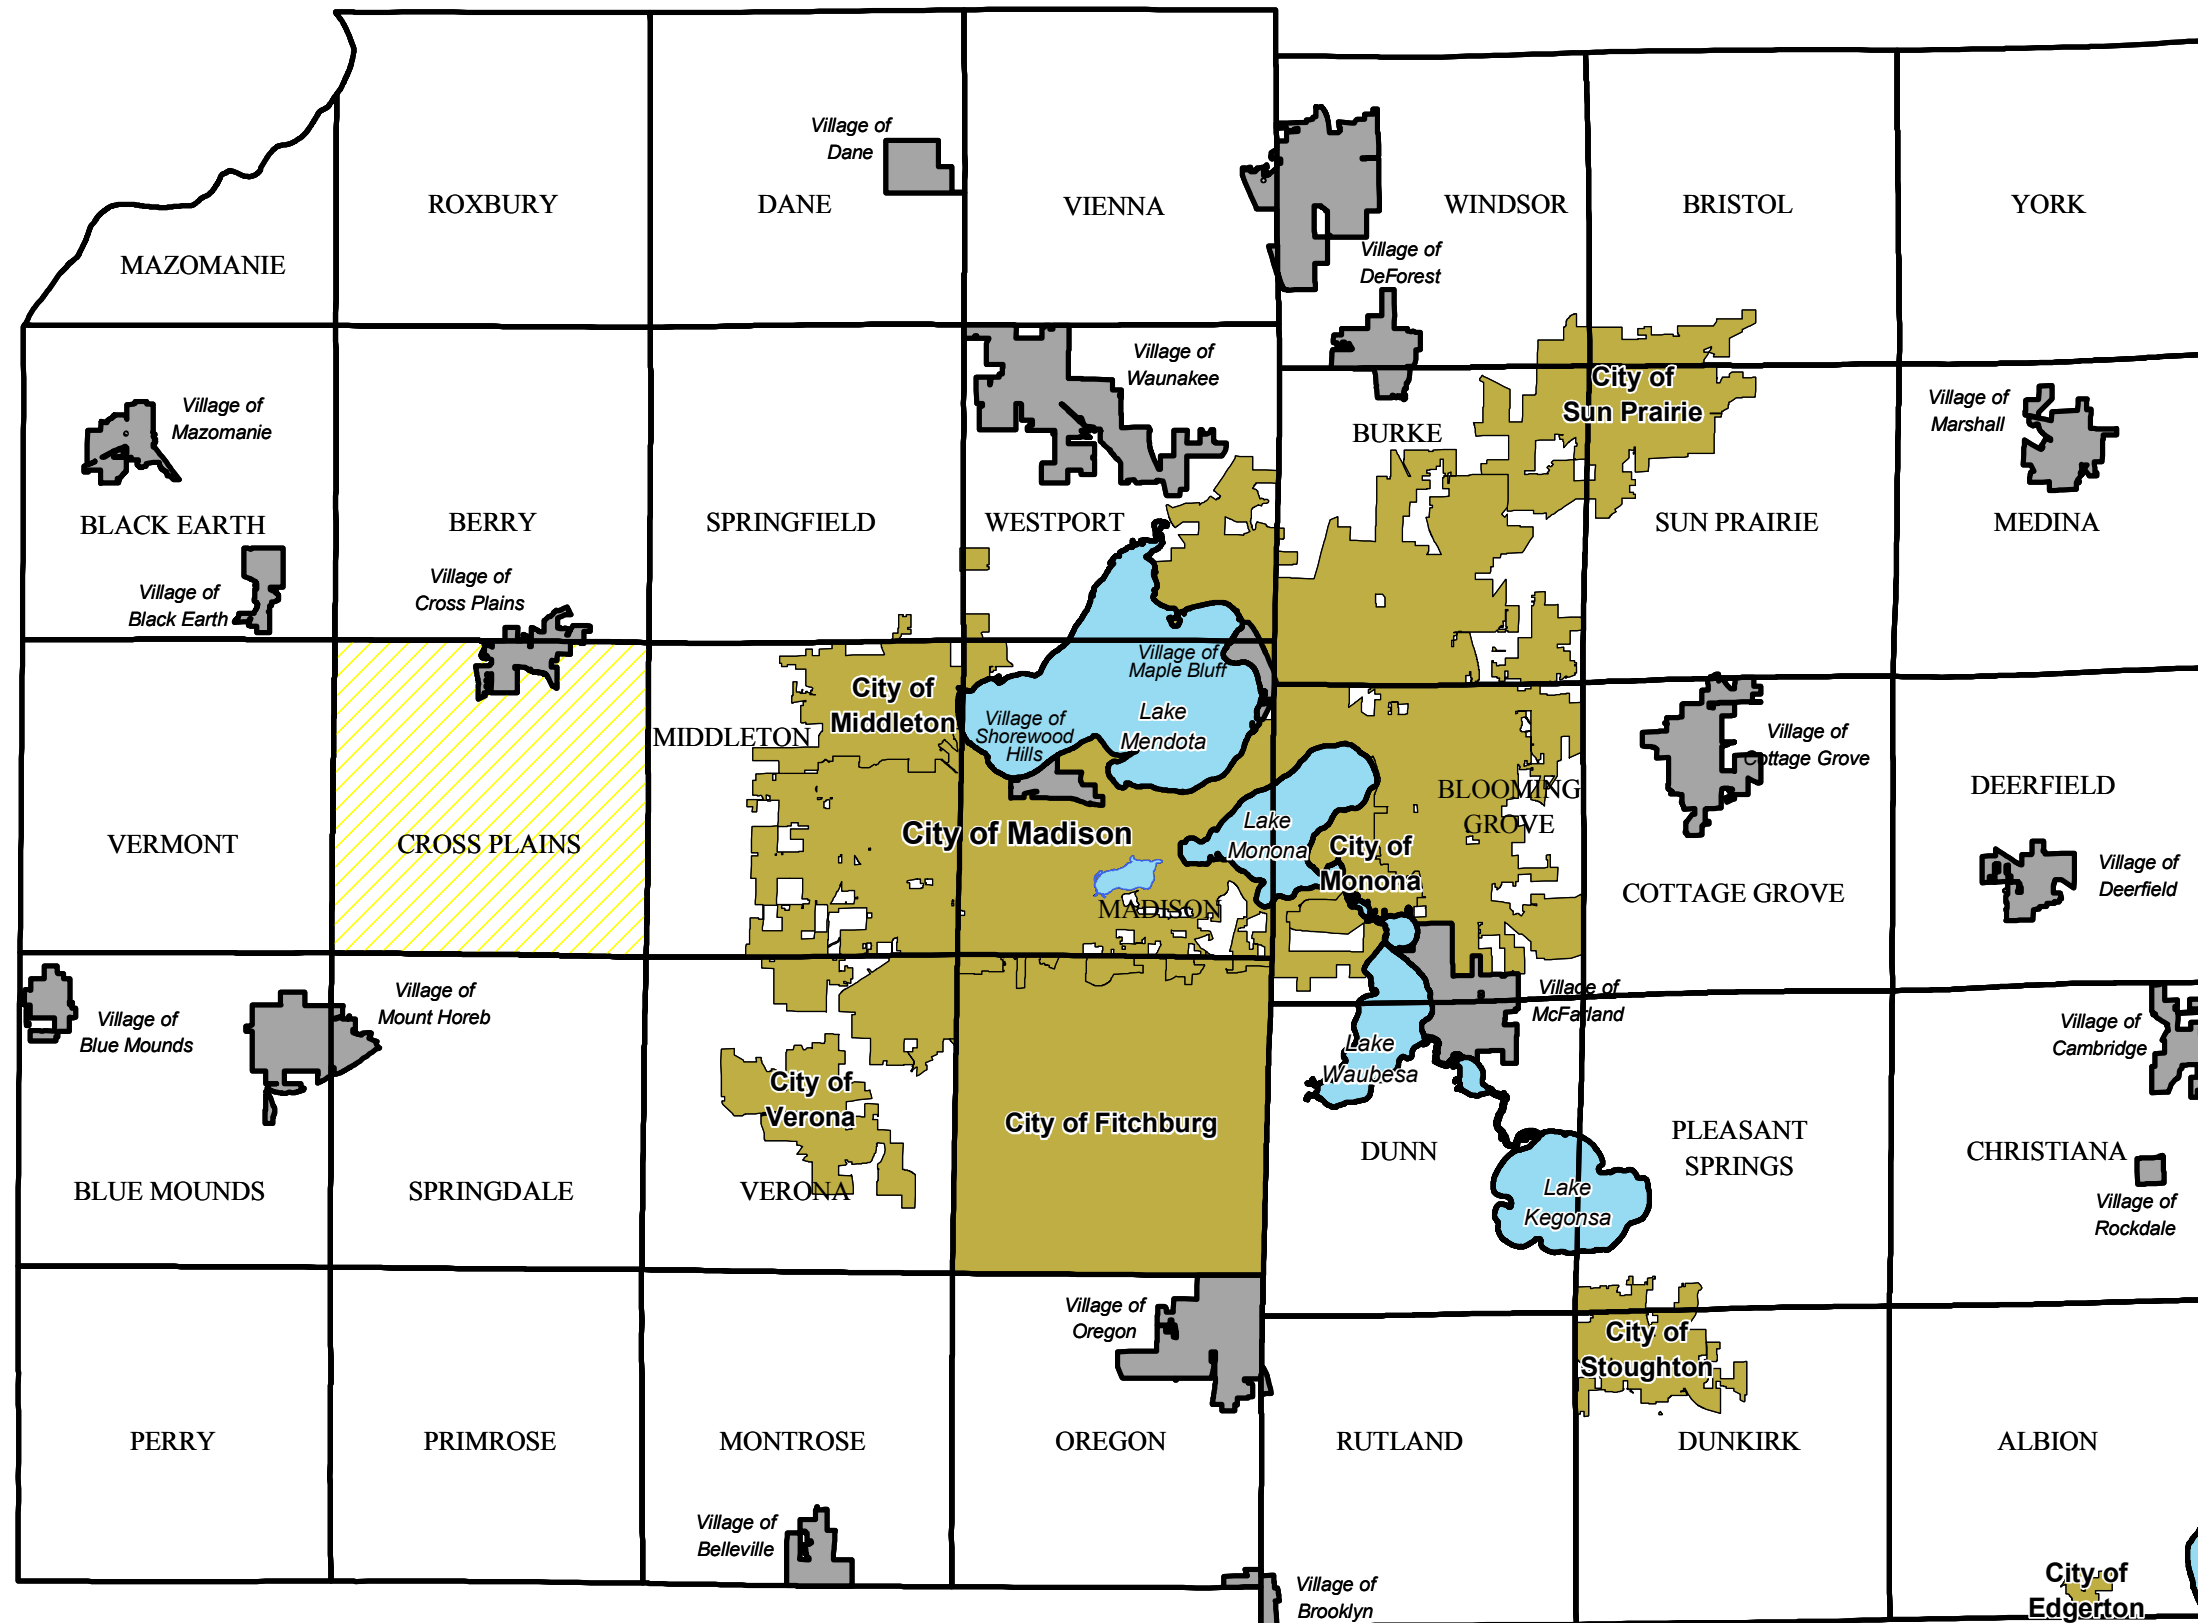 Village of
Dane
ROXBURY
DANE
VIENNA
WINDSOR
BRISTOL
YORK
Village of
DeForest
MAZOMANIE
Village of
Waunakee
City of
Sun Prairie
Village of
Mazomanie
Village of
Marshall
BURKE
BLACK EARTH
BERRY
SPRINGFIELD
WESTPORT
SUN PRAIRIE
MEDINA
Village of
Cross Plains
Village of
Black Earth
Village of
Maple Bluff
City of
Middleton
Lake
Mendota
Village of
Shorewood
Hills
MIDDLETON
Village of
Cottage Grove
DEERFIELD
BLOOMING
GROVE
VERMONT
CROSS PLAINS
City of Madison
Lake
Monona
City of
Monona
Village of
Deerfield
COTTAGE GROVE
MADISON
Village of
Mount Horeb
Village of
Blue Mounds
Village of
McFarland
Village of
Cambridge
Lake
Waubesa
City of
Verona
City of Fitchburg
DUNN
PLEASANT
SPRINGS
CHRISTIANA
BLUE MOUNDS
SPRINGDALE
VERONA
Lake
Kegonsa
Village of
Rockdale
Village of
Oregon
City of
Stoughton
PERRY
PRIMROSE
MONTROSE
OREGON
RUTLAND
DUNKIRK
ALBION
Village of
Belleville
Village of
Brooklyn
City of
Edgerton